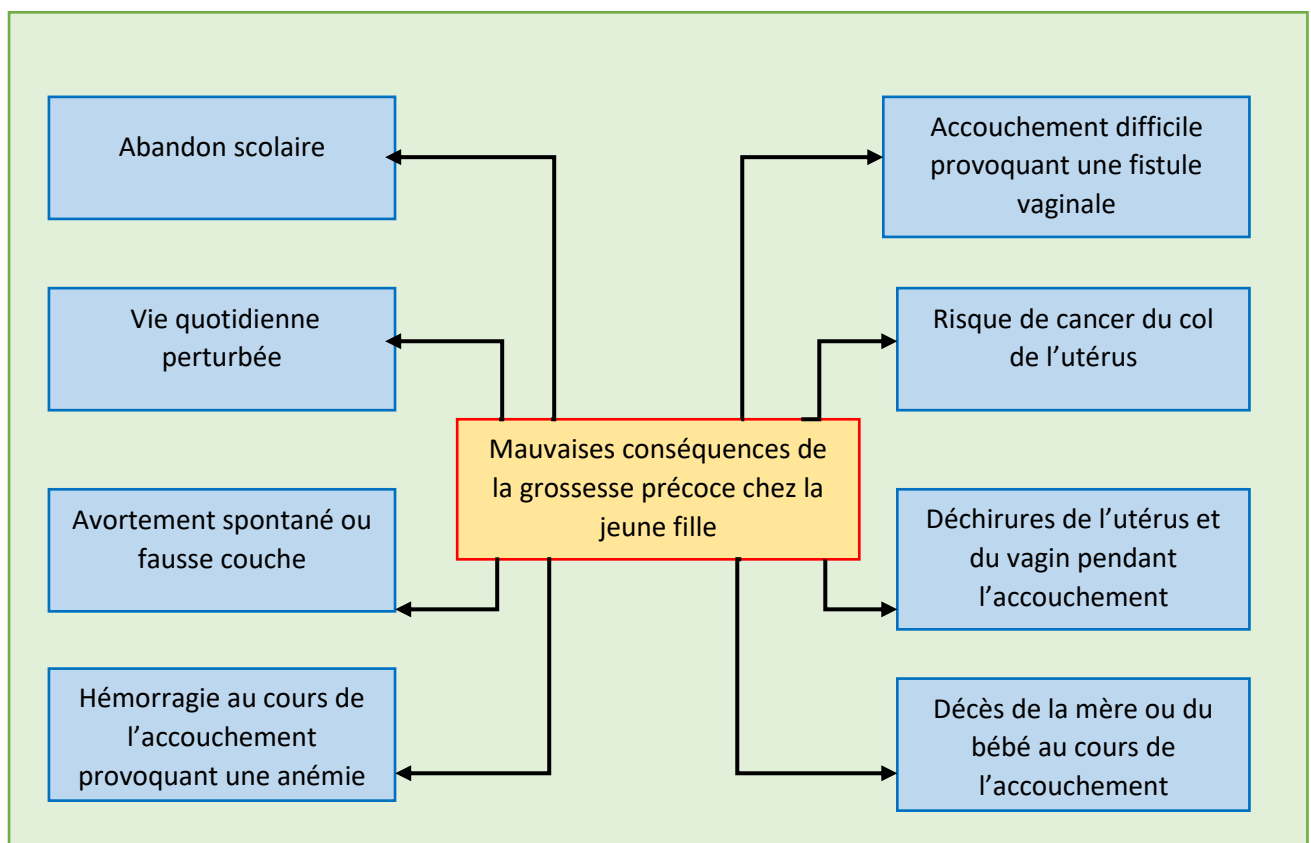 Abandon scolaire
Accouchement difficile
provoquant une fistule
vaginale
Vie quotidienne
perturbée
Risque de cancer du col
de l’utérus
Mauvaises conséquences de
la grossesse précoce chez la
jeune fille
Avortement spontané ou
fausse couche
Déchirures de l’utérus et
du vagin pendant
l’accouchement
Hémorragie au cours de
l’accouchement
provoquant une anémie
Décès de la mère ou du
bébé au cours de
l’accouchement